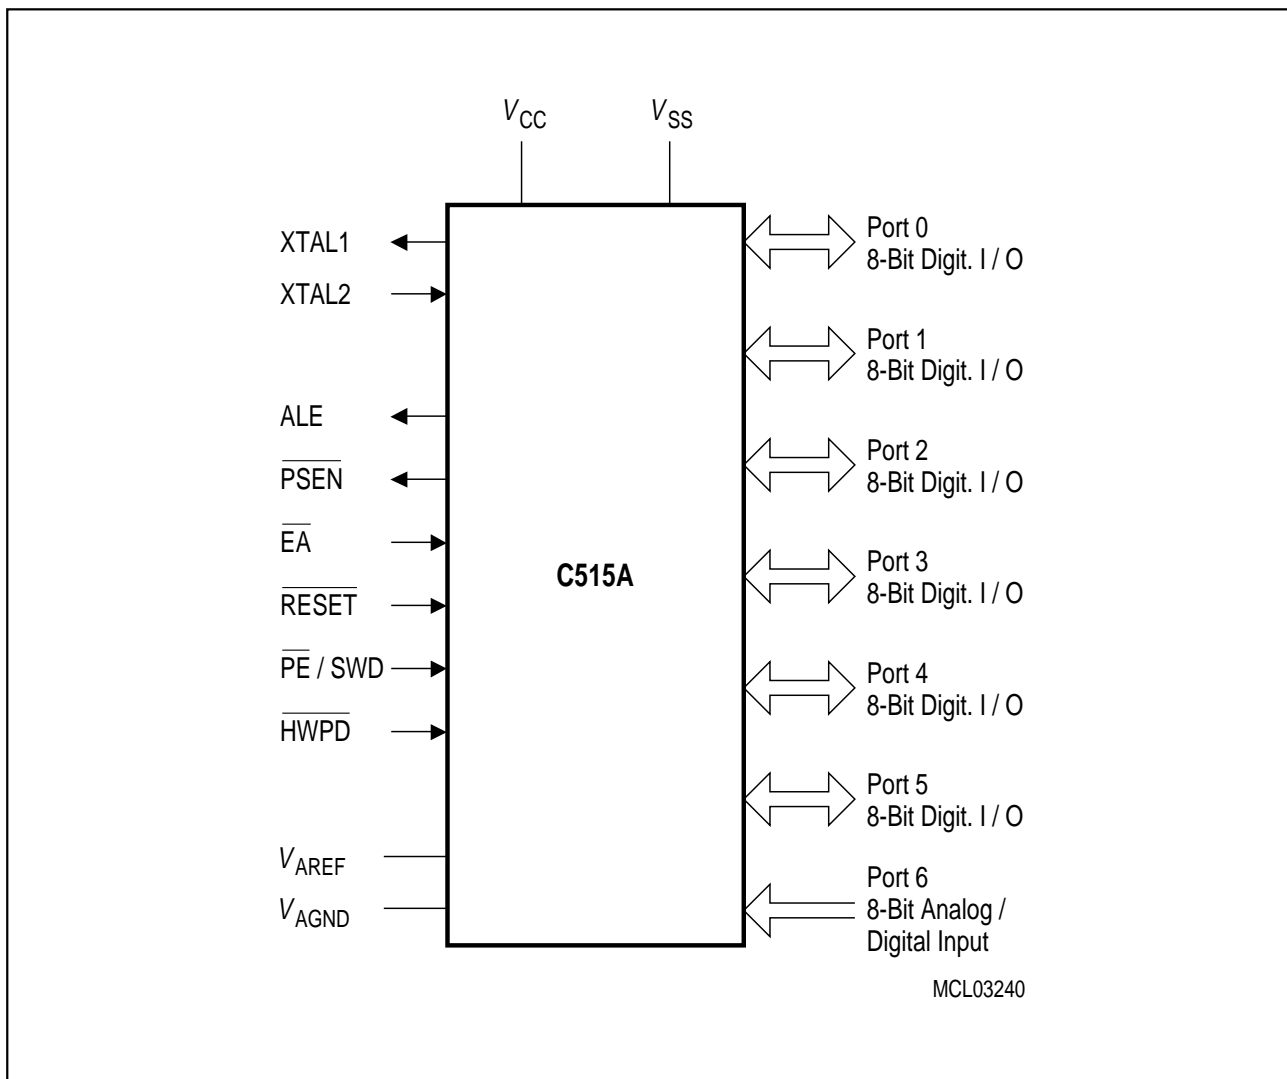 VCC
VSS
XTAL1
XTAL2
ALE
PSEN
EA
RESET
PE / SWD
HWPD
VAREF
VAGND
C515A
Port 0
8-Bit Digit. I / O
Port 1
8-Bit Digit. I / O
Port 2
8-Bit Digit. I / O
Port 3
8-Bit Digit. I / O
Port 4
8-Bit Digit. I / O
Port 5
8-Bit Digit. I / O
Port 6
8-Bit Analog /
Digital Input
MCL03240